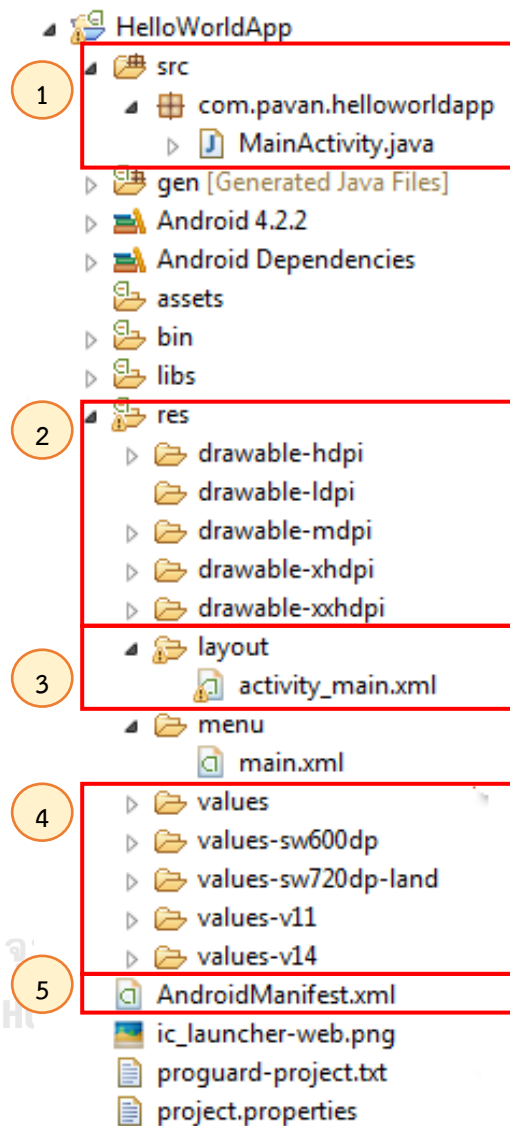 HelloWorldApp
1
src
com.pavan.helloworldapp
MainActivity.java
gen [Generated Java Files]
Android 4.2.2
Android Dependencies
assets
bin
libs
2
res
drawable-hdpi
drawable-ldpi
drawable-mdpi
drawable-xhdpi
drawable-xxhdpi
3
layout
activity_main.xml
menu
main.xml
4
values
values-sw600dp
values-sw720dp-land
values-v11
values-v14
5
AndroidManifest.xml
ic_launcher-web.png
proguard-project.txt
project.properties